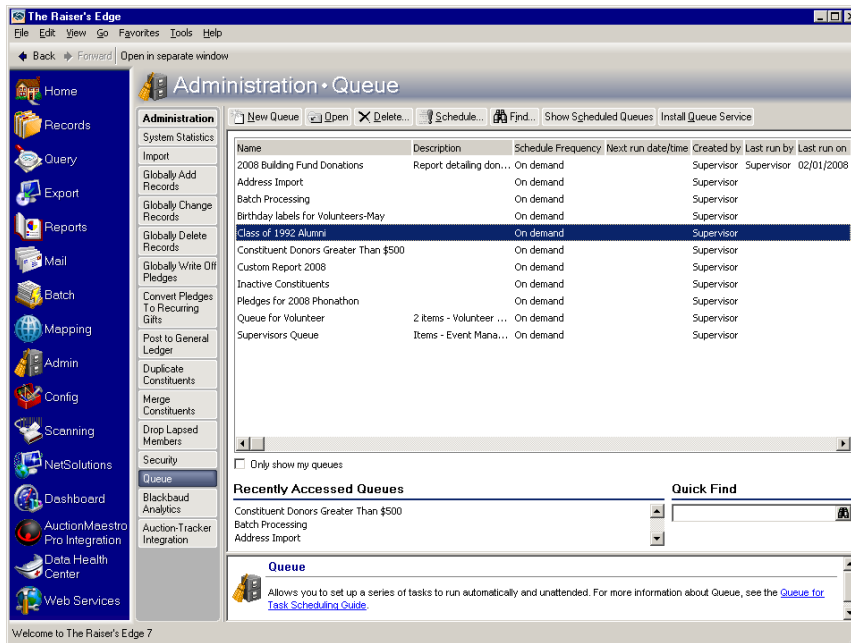 The Raiser's Edge
File Edit View Go Favorites Tools Help
Back Forward Open in separate window
Administration • Queue
Home
Records
Query
Export
Reports
Mail
Batch
Mapping
Admin
Config
Scanning
NetSolutions
Dashboard
AuctionMaestro
Pro Integration
Data Health
Center
Web Services
Administration
System Statistics
Import
Globally Add
Records
Globally Change
Records
Globally Delete
Records
Globally Write Off
Pledges
Convert Pledges
To Recurring
Gifts
Post to General
Ledger
Duplicate
Constituents
Merge
Constituents
Drop Lapsed
Members
Security
Queue
Blackbaud
Analytics
Auction-Tracker
Integration
New Queue Open Delete... Schedule... Find... Show Scheduled Queues Install Queue Service
Name Description Schedule Frequency Next run date/time Created by Last run by Last run on
2008 Building Fund Donations Report detailing don... On demand Supervisor Supervisor 02/01/2008
Address Import On demand Supervisor
Batch Processing On demand Supervisor
Birthday labels for Volunteers-May On demand Supervisor
Class of 1992 Alumni On demand Supervisor
Constituent Donors Greater Than $500 On demand Supervisor
Custom Report 2008 On demand Supervisor
Inactive Constituents On demand Supervisor
Pledges for 2008 Phonathon On demand Supervisor
Queue for Volunteer 2 items - Volunteer ... On demand Supervisor
Supervisors Queue Items - Event Mana... On demand Supervisor
Only show my queues
Recently Accessed Queues
Constituent Donors Greater Than $500
Batch Processing
Address Import
Quick Find
Queue
Allows you to set up a series of tasks to run automatically and unattended. For more information about Queue, see the Queue for
Task Scheduling Guide.
Welcome to The Raiser's Edge 7